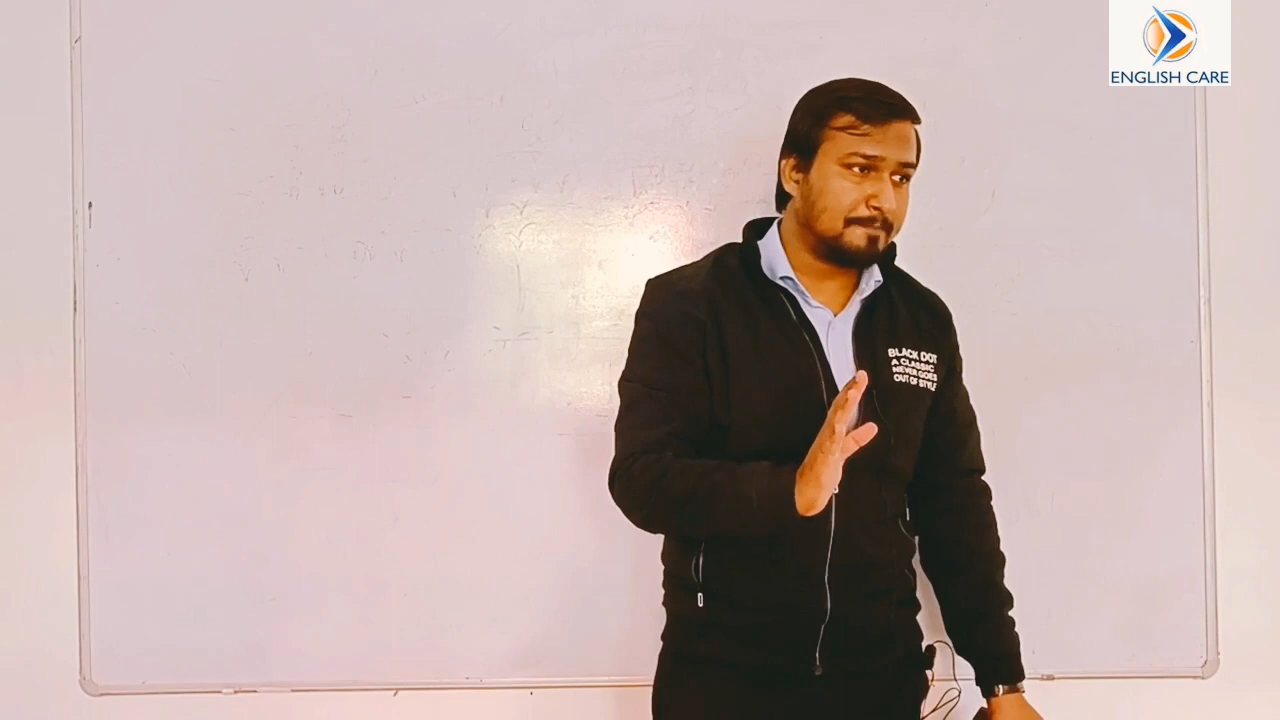 ENGLISH CARE
BLACK DOT
A CLASSIC
NEVER GOES
OUT OF STYLE